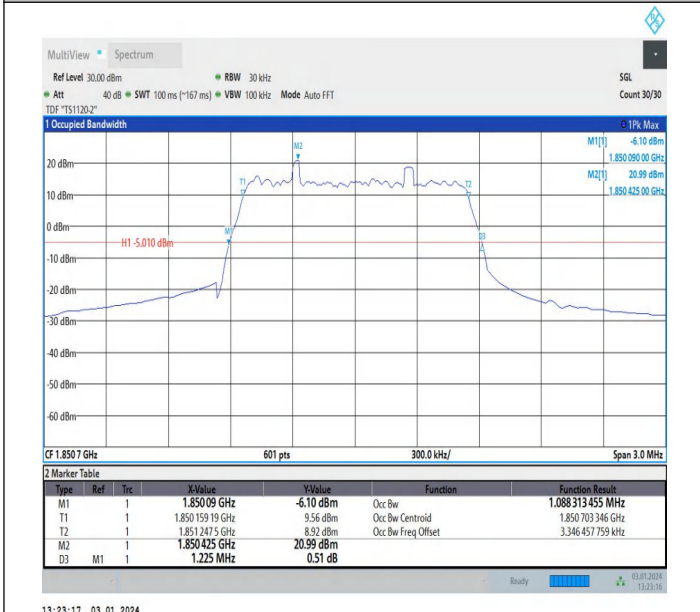 MultiView Spectrum
Ref Level 30.00 dBm RBW 30 kHz SGL
Att 40 dB SWT 100 ms (~167 ms) VBW 100 kHz Mode Auto FFT Count 30/30
TDF "TS1120-2"
1 Occupied Bandwidth 1Pk Max
M1[1] -6.10 dBm
1.850 090 00 GHz
M2[1] 20.99 dBm
1.850 425 00 GHz
M2
20 dBm
T1
T2
10 dBm
0 dBm
M1
D3
H1 -5.010 dBm
-10 dBm
-20 dBm
-30 dBm
-40 dBm
-50 dBm
-60 dBm
CF 1.850 7 GHz 601 pts 300.0 kHz/ Span 3.0 MHz
2 Marker Table
Type Ref Trc X-Value Y-Value Function Function Result
M1 1 1.850 09 GHz -6.10 dBm Occ Bw 1.088 313 455 MHz
T1 1 1.850 159 19 GHz 9.56 dBm Occ Bw Centroid 1.850 703 346 GHz
T2 1 1.851 247 5 GHz 8.92 dBm Occ Bw Freq Offset 3.346 457 759 kHz
M2 1 1.850 425 GHz 20.99 dBm
D3 M1 1 1.225 MHz 0.51 dB
Ready 03.01.2024
13:23:16
13:23:17 03.01.2024